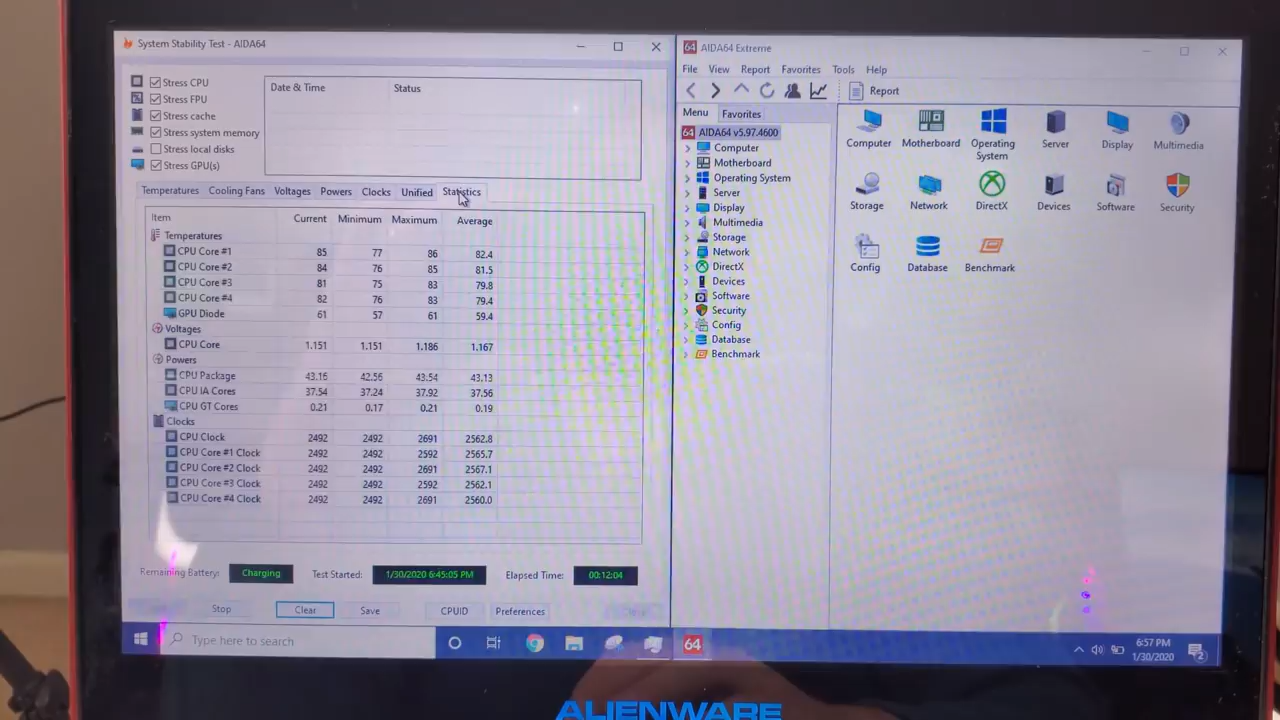 System Stability Test - AIDA64
Stress CPU
Stress FPU
Stress cache
Stress system memory
Stress local disks
Stress GPU(s)
Date & Time Status
Temperatures Cooling Fans Voltages Powers Clocks Unified Statistics
Item Current Minimum Maximum Average
Temperatures
CPU Core #1 85 77 86 82.4
CPU Core #2 84 76 85 81.5
CPU Core #3 81 75 83 79.8
CPU Core #4 82 76 83 79.4
GPU Diode 61 57 61 59.4
Voltages
CPU Core 1.151 1.151 1.186 1.167
Powers
CPU Package 43.16 42.56 43.54 43.13
CPU IA Cores 37.54 37.24 37.92 37.56
CPU GT Cores 0.21 0.17 0.21 0.19
Clocks
CPU Clock 2492 2492 2691 2562.8
CPU Core #1 Clock 2492 2492 2592 2565.7
CPU Core #2 Clock 2492 2492 2691 2567.1
CPU Core #3 Clock 2492 2492 2592 2562.1
CPU Core #4 Clock 2492 2492 2691 2560.0
Remaining Battery: Charging Test Started: 1/30/2020 6:45:05 PM Elapsed Time: 00:12:04
Stop Clear Save CPUID Preferences
64 AIDA64 Extreme
File View Report Favorites Tools Help
Report
Menu Favorites
64 AIDA64 v5.97.4600
Computer
Motherboard
Operating System
Server
Display
Multimedia
Storage
Network
DirectX
Devices
Software
Security
Config
Database
Benchmark
Computer Motherboard Operating System Server Display Multimedia
Storage Network DirectX Devices Software Security
Config Database Benchmark
Type here to search
64
6:57 PM
1/30/2020
2
ALIENWARE